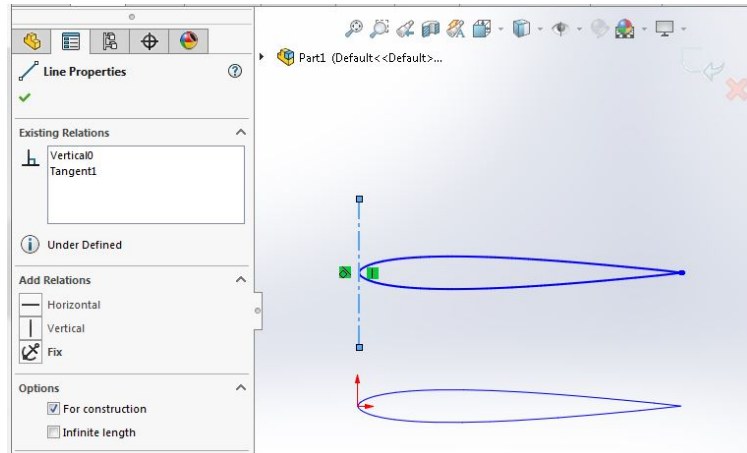 Part1 (Default<<Default>...
Line Properties
Existing Relations
Vertical0
Tangent1
Under Defined
Add Relations
Horizontal
Vertical
Fix
Options
For construction
Infinite length